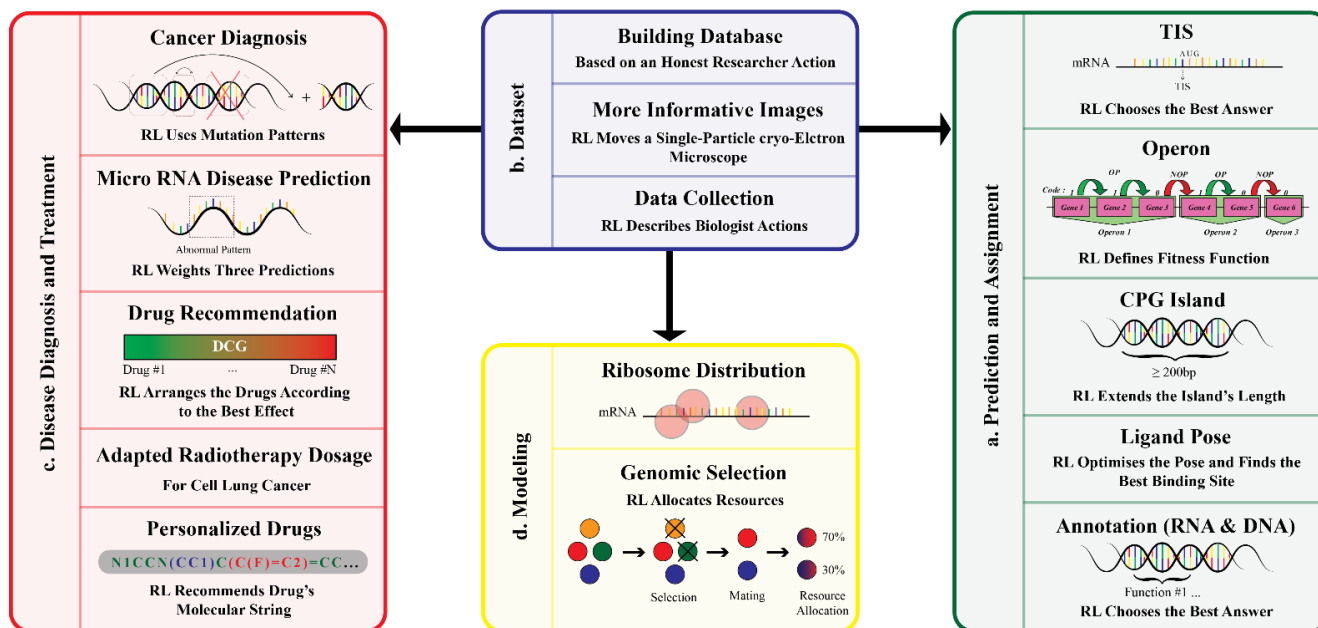 c. Disease Diagnosis and Treatment
Cancer Diagnosis
+
RL Uses Mutation Patterns
Micro RNA Disease Prediction
Abnormal Pattern
RL Weights Three Predictions
Drug Recommendation
DCG
Drug #1 ... Drug #N
RL Arranges the Drugs According
to the Best Effect
Adapted Radiotherapy Dosage
For Cell Lung Cancer
Personalized Drugs
N1CCN(CC1)C(C(F)=C2)=CC...
RL Recommends Drug's
Molecular String
b. Dataset
Building Database
Based on an Honest Researcher Action
More Informative Images
RL Moves a Single-Particle cryo-Elctron
Microscope
Data Collection
RL Describes Biologist Actions
d. Modeling
Ribosome Distribution
mRNA
Genomic Selection
RL Allocates Resources
70%
30%
Selection Mating Resource
Allocation
a. Prediction and Assignment
TIS
AUG
mRNA
TIS
RL Chooses the Best Answer
Operon
OP NOP OP NOP
Code : 1 1 0 1 0 0
Gene 1 Gene 2 Gene 3 Gene 4 Gene 5 Gene 6
Operon 1 Operon 2 Operon 3
RL Defines Fitness Function
CPG Island
≥ 200bp
RL Extends the Island's Length
Ligand Pose
RL Optimises the Pose and Finds the
Best Binding Site
Annotation (RNA & DNA)
Function #1 ...
RL Chooses the Best Answer